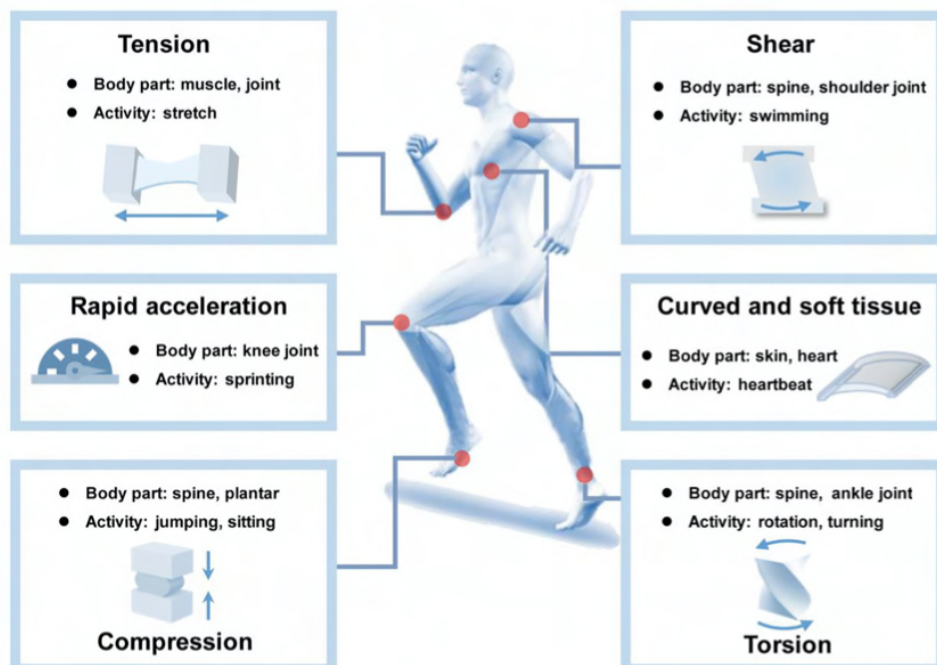 Tension
● Body part: muscle, joint
● Activity: stretch
Shear
● Body part: spine, shoulder joint
● Activity: swimming
Rapid acceleration
● Body part: knee joint
● Activity: sprinting
Curved and soft tissue
● Body part: skin, heart
● Activity: heartbeat
● Body part: spine, plantar
● Activity: jumping, sitting
Compression
● Body part: spine, ankle joint
● Activity: rotation, turning
Torsion